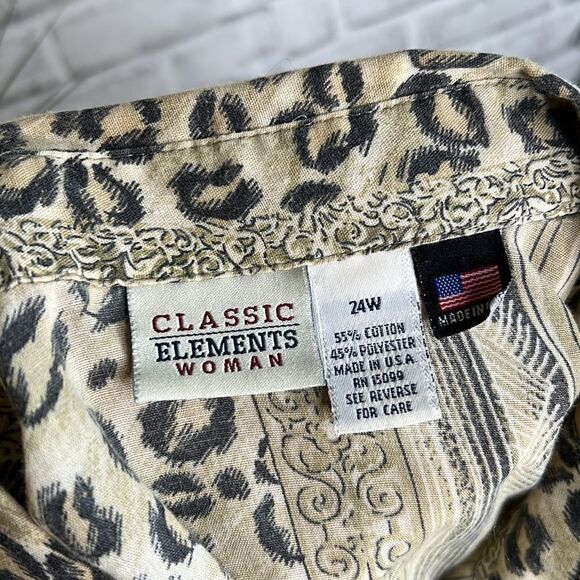 CLASSIC
ELEMENTS
WOMAN
24W
55% COTTON
45% POLYESTER
MADE IN U.S.A.
RN 15099
SEE REVERSE
FOR CARE
MADE IN